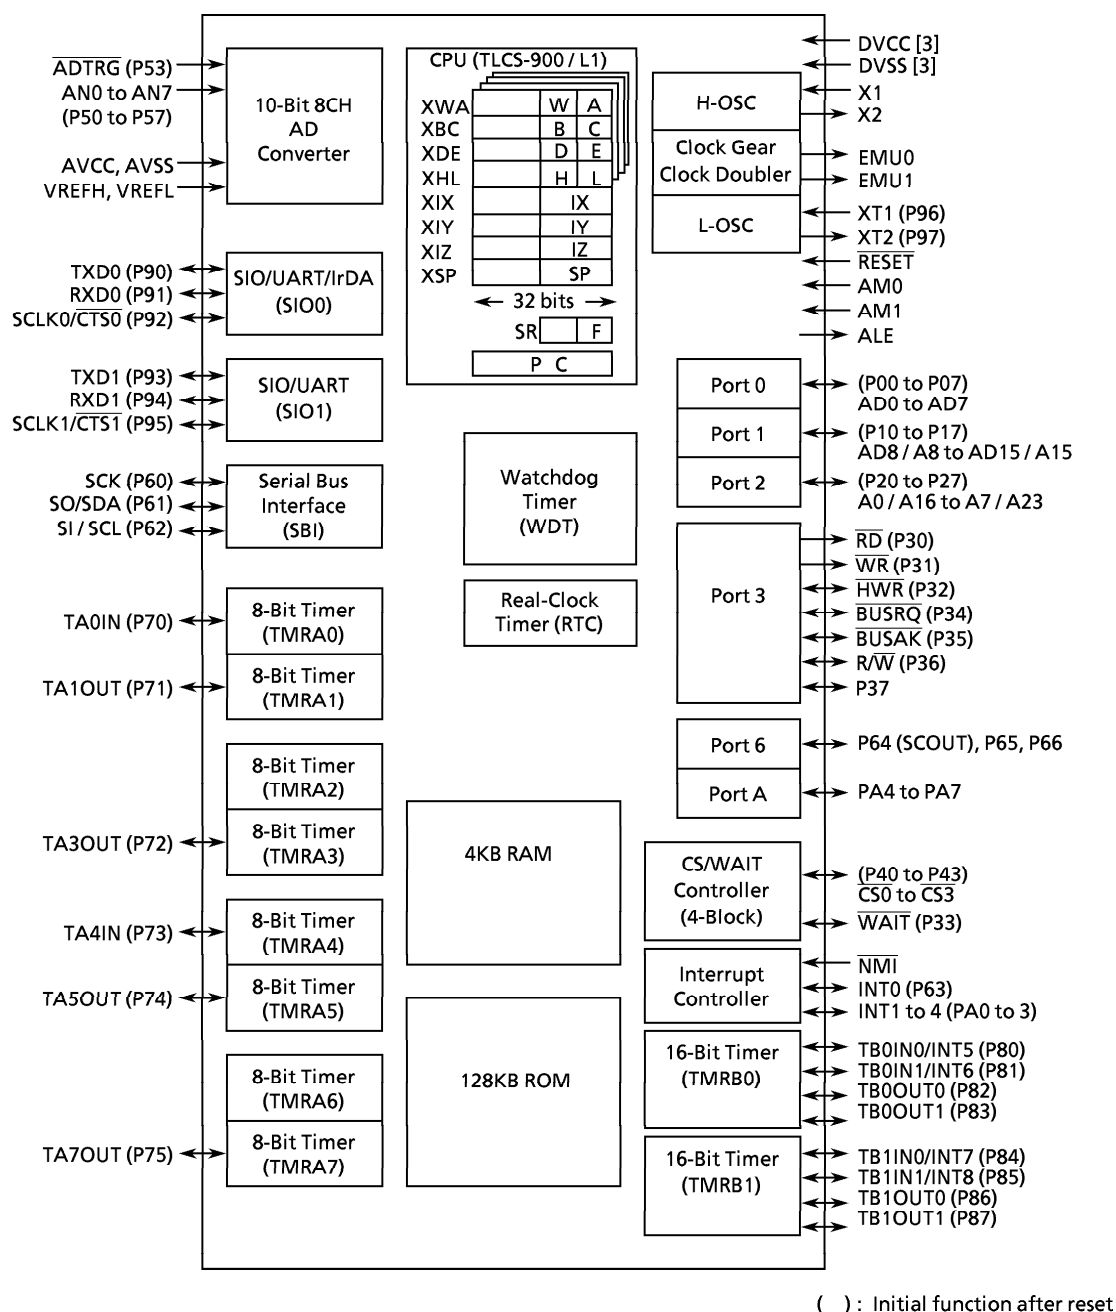 ADTRG (P53)
AN0 to AN7
(P50 to P57)
AVCC, AVSS
VREFH, VREFL
10-Bit 8CH
AD
Converter
TXD0 (P90)
RXD0 (P91)
SCLK0/CTS0 (P92)
SIO/UART/IrDA
(SIO0)
TXD1 (P93)
RXD1 (P94)
SCLK1/CTS1 (P95)
SIO/UART
(SIO1)
SCK (P60)
SO/SDA (P61)
SI / SCL (P62)
Serial Bus
Interface
(SBI)
TA0IN (P70)
8-Bit Timer
(TMRA0)
TA1OUT (P71)
8-Bit Timer
(TMRA1)
8-Bit Timer
(TMRA2)
TA3OUT (P72)
8-Bit Timer
(TMRA3)
TA4IN (P73)
8-Bit Timer
(TMRA4)
TA5OUT (P74)
8-Bit Timer
(TMRA5)
8-Bit Timer
(TMRA6)
TA7OUT (P75)
8-Bit Timer
(TMRA7)
CPU (TLCS-900 / L1)
XWA W A
XBC B C
XDE D E
XHL H L
XIX IX
XIY IY
XIZ IZ
XSP SP
32 bits
SR F
P C
Watchdog
Timer
(WDT)
Real-Clock
Timer (RTC)
4KB RAM
128KB ROM
H-OSC
Clock Gear
Clock Doubler
L-OSC
DVCC [3]
DVSS [3]
X1
X2
EMU0
EMU1
XT1 (P96)
XT2 (P97)
RESET
AM0
AM1
ALE
Port 0
(P00 to P07)
AD0 to AD7
Port 1
(P10 to P17)
AD8 / A8 to AD15 / A15
Port 2
(P20 to P27)
A0 / A16 to A7 / A23
Port 3
RD (P30)
WR (P31)
HWR (P32)
BUSRQ (P34)
BUSAK (P35)
R/W (P36)
P37
Port 6
P64 (SCOUT), P65, P66
Port A
PA4 to PA7
CS/WAIT
Controller
(4-Block)
(P40 to P43)
CS0 to CS3
WAIT (P33)
Interrupt
Controller
NMI
INT0 (P63)
INT1 to 4 (PA0 to 3)
16-Bit Timer
(TMRB0)
TB0IN0/INT5 (P80)
TB0IN1/INT6 (P81)
TB0OUT0 (P82)
TB0OUT1 (P83)
16-Bit Timer
(TMRB1)
TB1IN0/INT7 (P84)
TB1IN1/INT8 (P85)
TB1OUT0 (P86)
TB1OUT1 (P87)
( ) : Initial function after reset